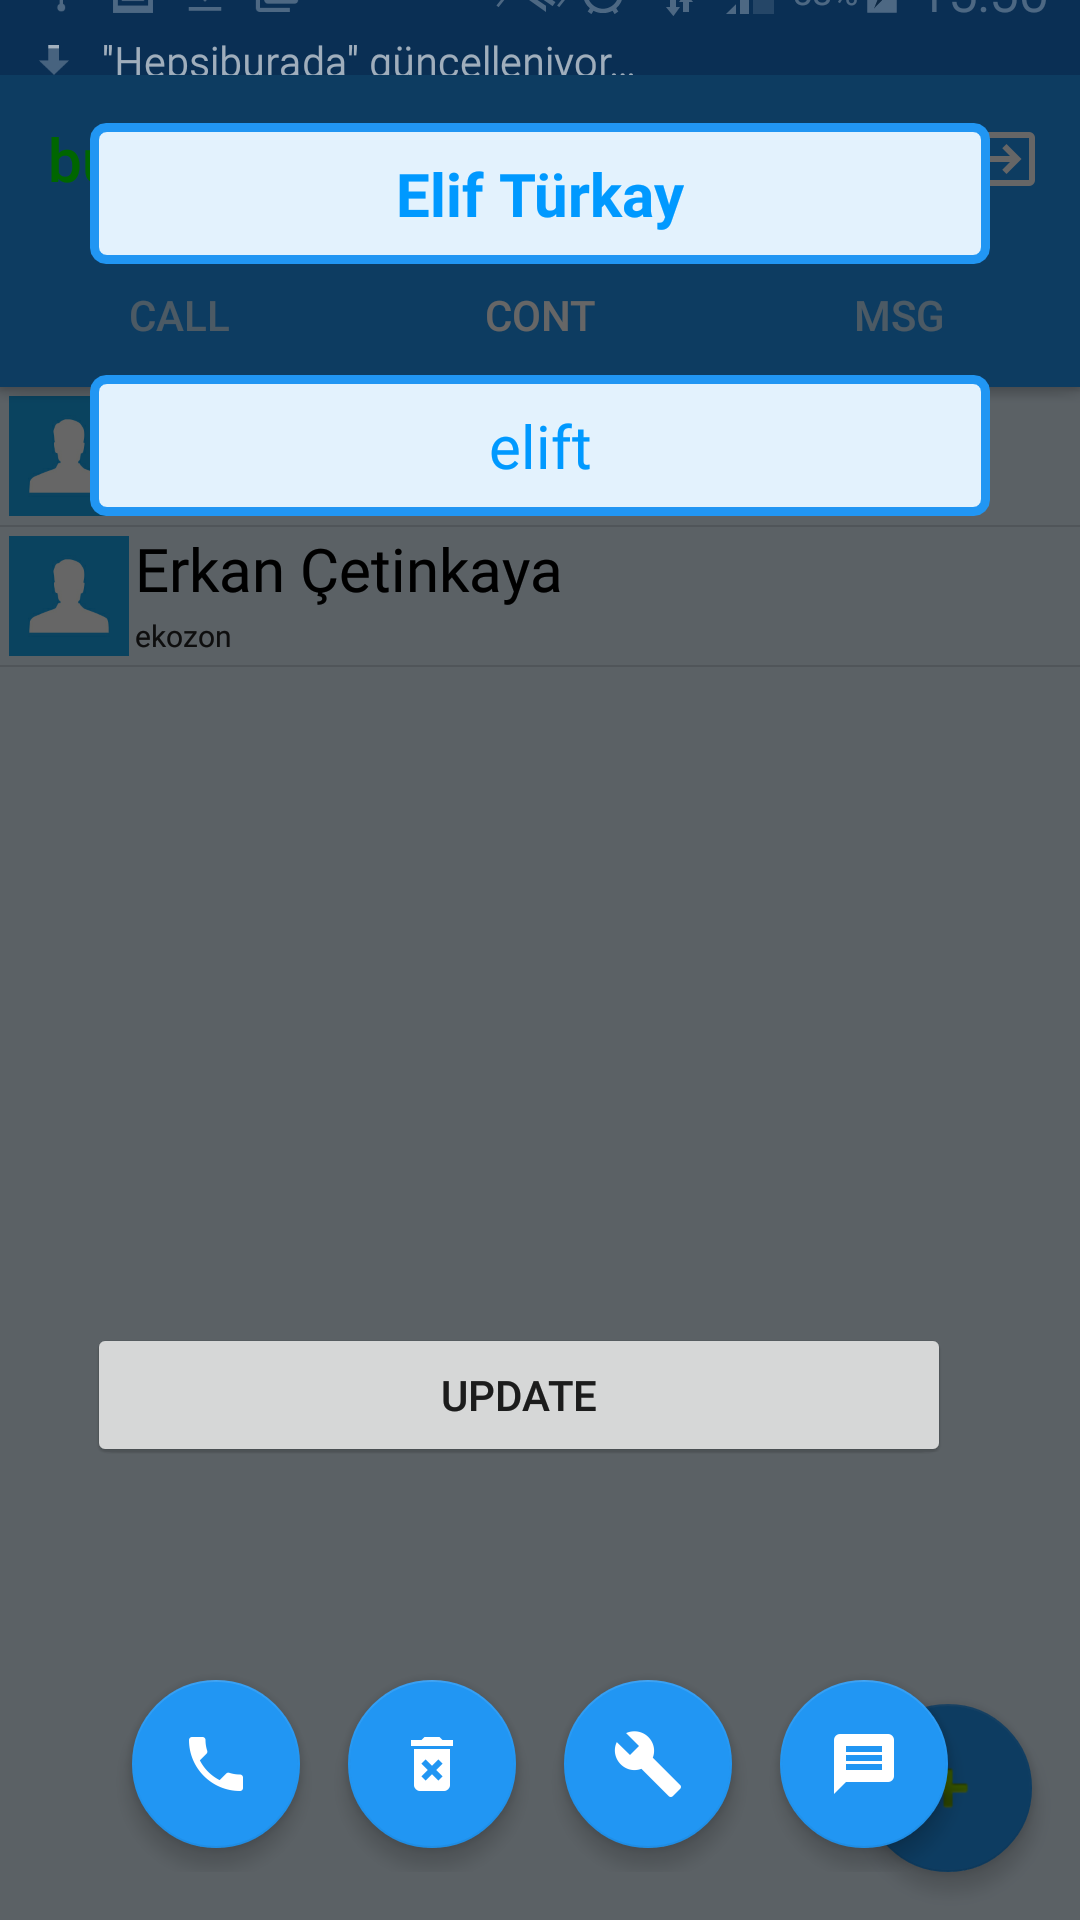 "Hepsiburada" güncelleniyor...
Elif Türkay
CALL CONT MSG
elift
Erkan Çetinkaya
ekozon
UPDATE